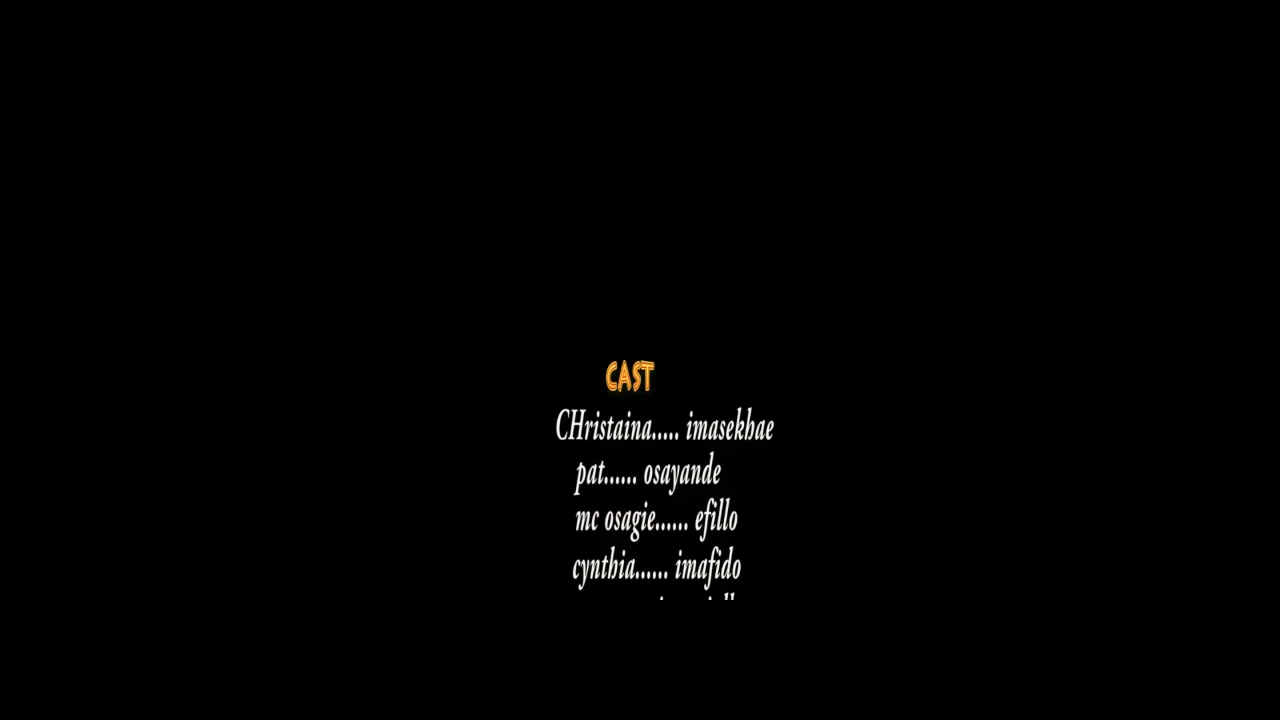 CAST
CHristaina..... imasekhae
pat...... osayande
mc osagie...... efillo
cynthia...... imafido